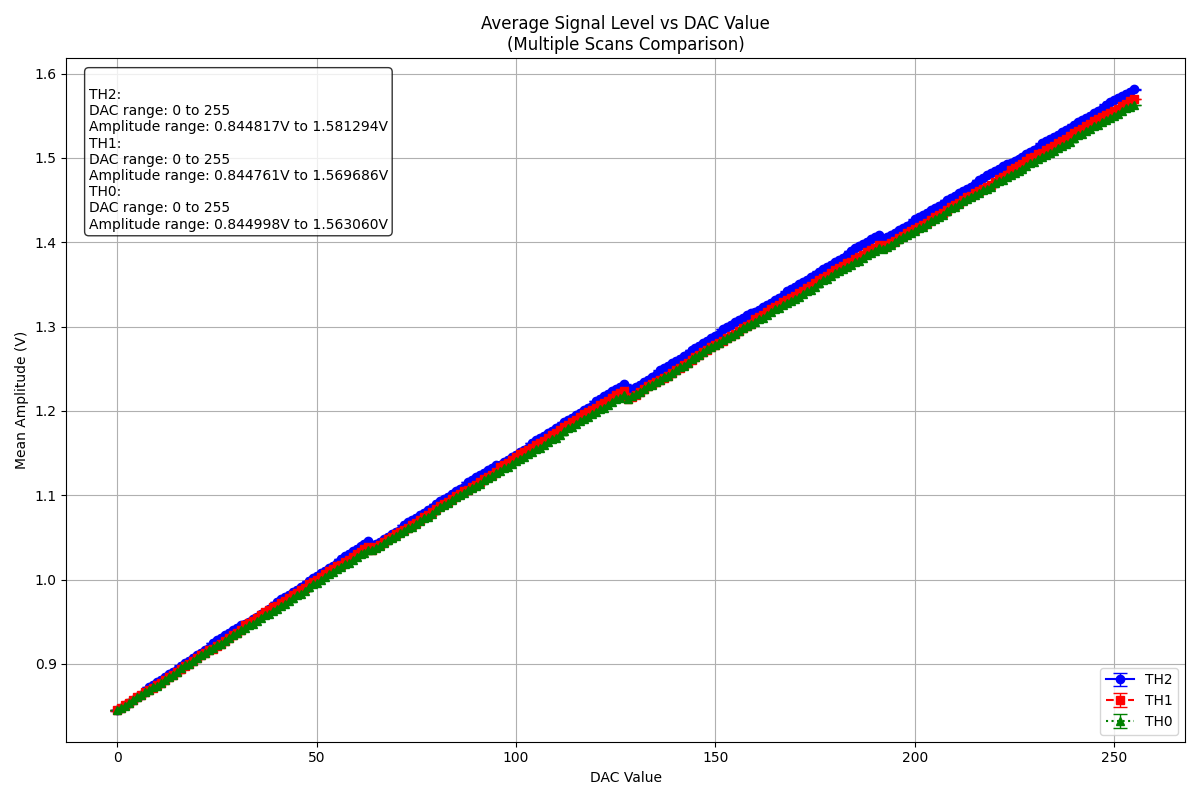 Average Signal Level vs DAC Value
(Multiple Scans Comparison)
TH2:
DAC range: 0 to 255
Amplitude range: 0.844817V to 1.581294V
TH1:
DAC range: 0 to 255
Amplitude range: 0.844761V to 1.569686V
TH0:
DAC range: 0 to 255
Amplitude range: 0.844998V to 1.563060V
Mean Amplitude (V)
1.6
1.5
1.4
1.3
1.2
1.1
1.0
0.9
TH2
TH1
TH0
0 50 100 150 200 250
DAC Value